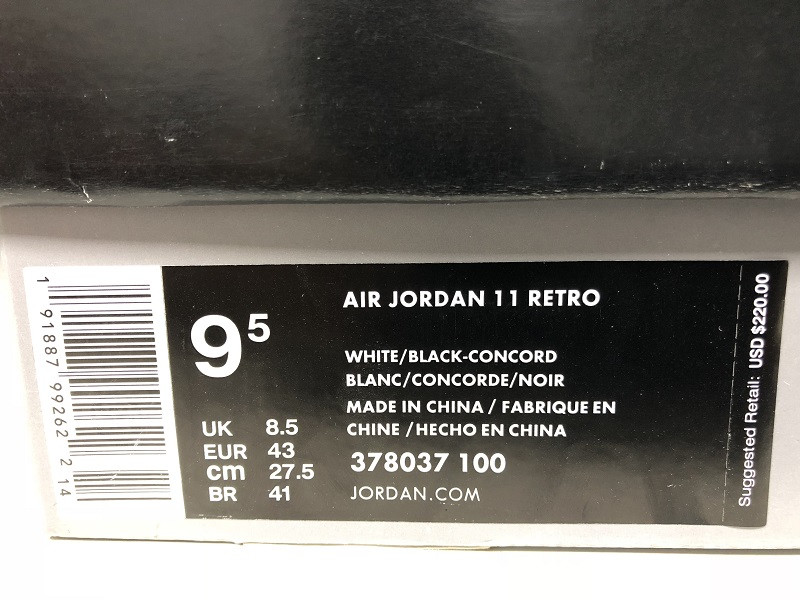 1 91887 99262 2 14
9 5
UK 8.5
EUR 43
cm 27.5
BR 41
AIR JORDAN 11 RETRO
WHITE/BLACK-CONCORD
BLANC/CONCORDE/NOIR
MADE IN CHINA / FABRIQUE EN
CHINE /HECHO EN CHINA
378037 100
JORDAN.COM
Suggested Retail: USD $220.00